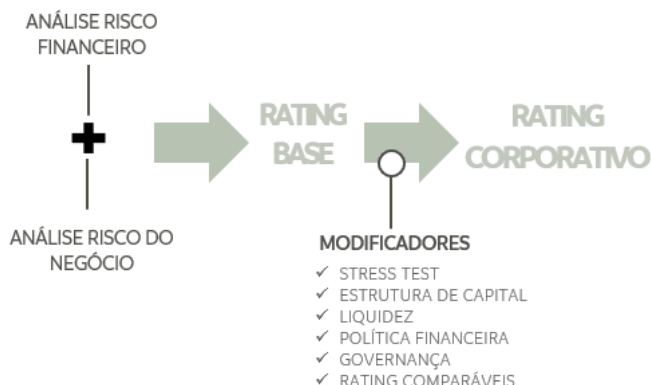 ANÁLISE RISCO
FINANCEIRO
ANÁLISE RISCO DO
NEGÓCIO
RATING
BASE
RATING
CORPORATIVO
MODIFICADORES
✓ STRESS TEST
✓ ESTRUTURA DE CAPITAL
✓ LIQUIDEZ
✓ POLÍTICA FINANCEIRA
✓ GOVERNANÇA
✓ RATING COMPARÁVEIS